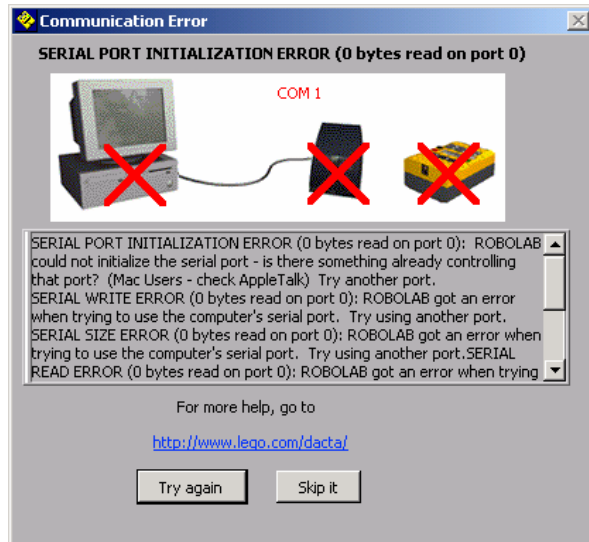 Communication Error
SERIAL PORT INITIALIZATION ERROR (0 bytes read on port 0)
COM 1
SERIAL PORT INITIALIZATION ERROR (0 bytes read on port 0): ROBOLAB
could not initialize the serial port - is there something already controlling
that port? (Mac Users - check AppleTalk) Try another port.
SERIAL WRITE ERROR (0 bytes read on port 0): ROBOLAB got an error
when trying to use the computer's serial port. Try using another port.
SERIAL SIZE ERROR (0 bytes read on port 0): ROBOLAB got an error when
trying to use the computer's serial port. Try using another port.SERIAL
READ ERROR (0 bytes read on port 0): ROBOLAB got an error when trying
For more help, go to
http://www.lego.com/dacta/
Try again
Skip it